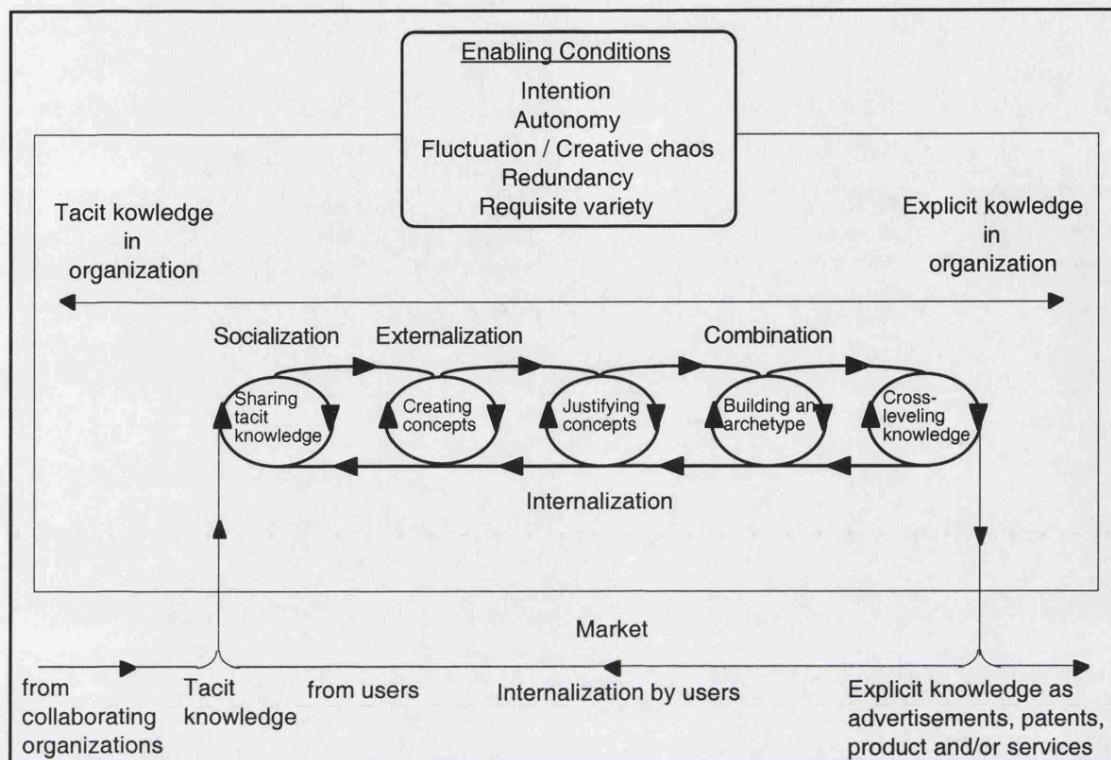 Enabling Conditions
Intention
Autonomy
Fluctuation / Creative chaos
Redundancy
Requisite variety
Tacit kowledge
in
organization
Explicit kowledge
in
organization
Socialization
Externalization
Combination
Sharing
tacit
knowledge
Creating
concepts
Justifying
concepts
Building an
archetype
Cross-
leveling
knowledge
Internalization
Market
from
collaborating
organizations
Tacit
knowledge
from users
Internalization by users
Explicit knowledge as
advertisements, patents,
product and/or services